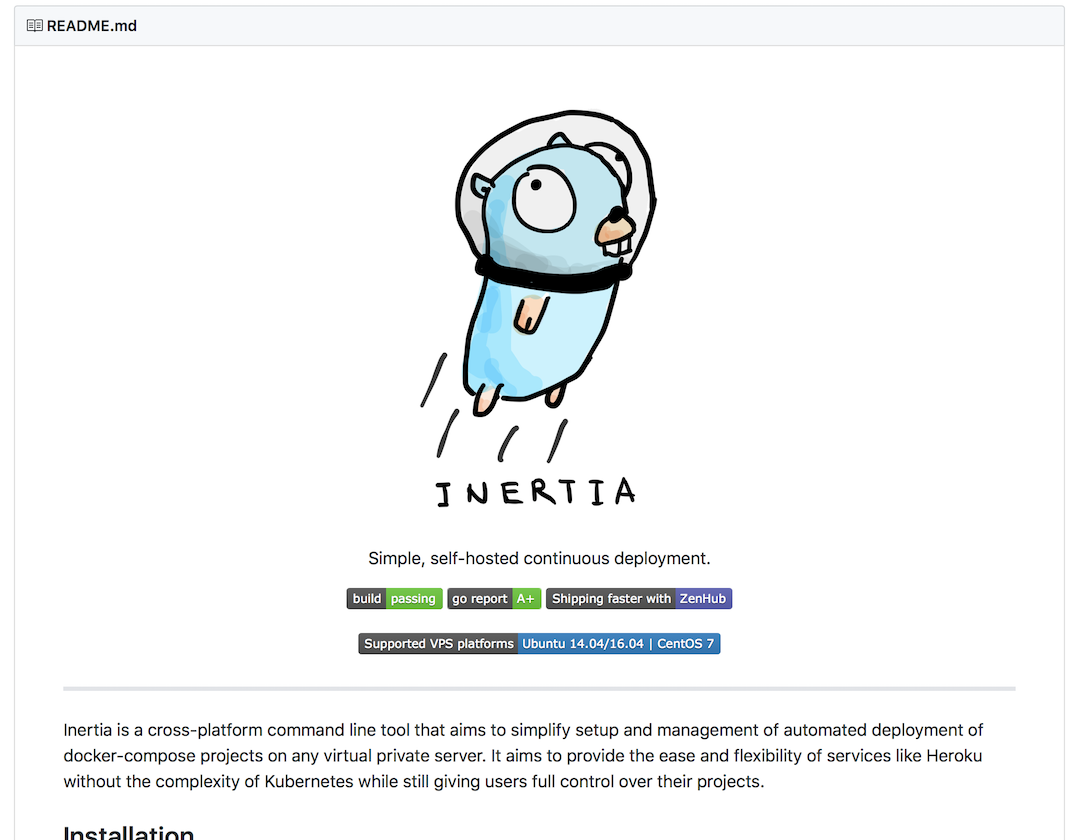 README.md
INERTIA
Simple, self-hosted continuous deployment.
build passing go report A+ Shipping faster with ZenHub
Supported VPS platforms Ubuntu 14.04/16.04 | CentOS 7
Inertia is a cross-platform command line tool that aims to simplify setup and management of automated deployment of
docker-compose projects on any virtual private server. It aims to provide the ease and flexibility of services like Heroku
without the complexity of Kubernetes while still giving users full control over their projects.
Installation